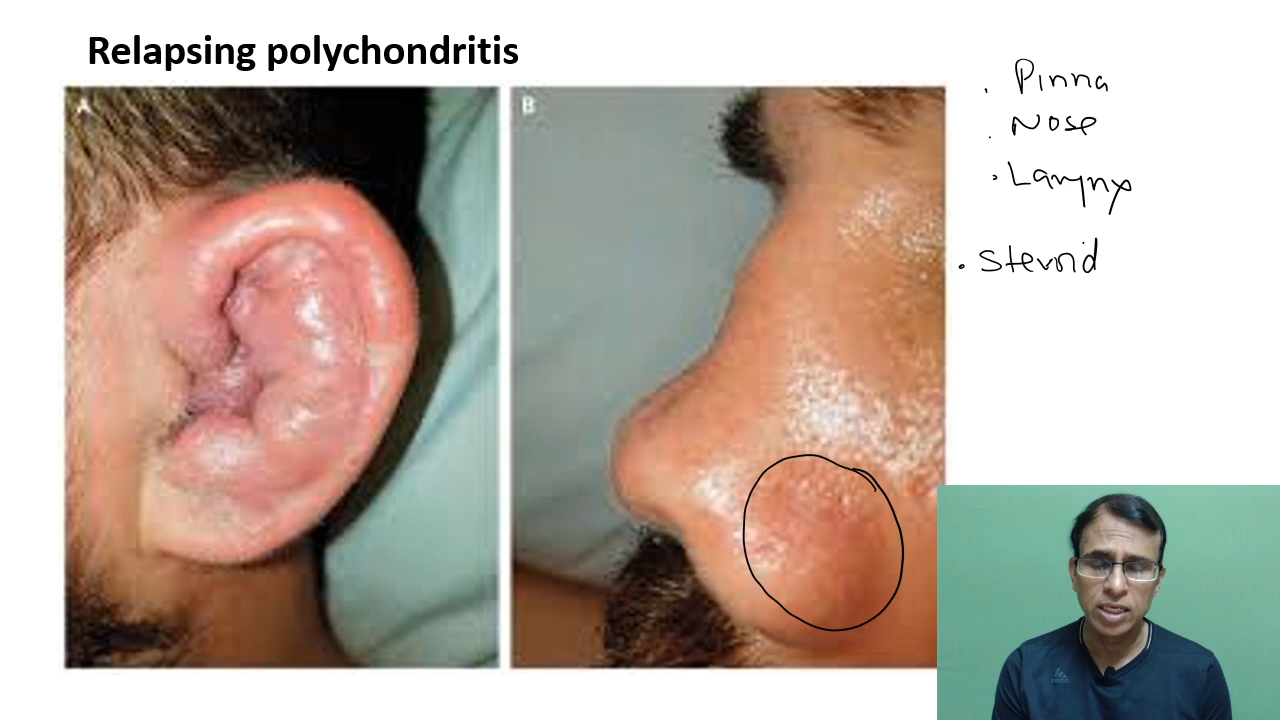 Relapsing polychondritis
A
B
. Pinna
. Nose
. Larynx
. Steroid